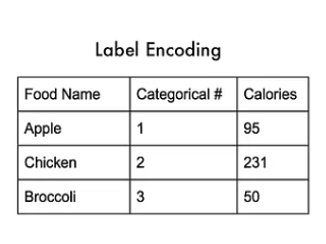 Label Encoding
Food Name Categorical # Calories
Apple 1 95
Chicken 2 231
Broccoli 3 50